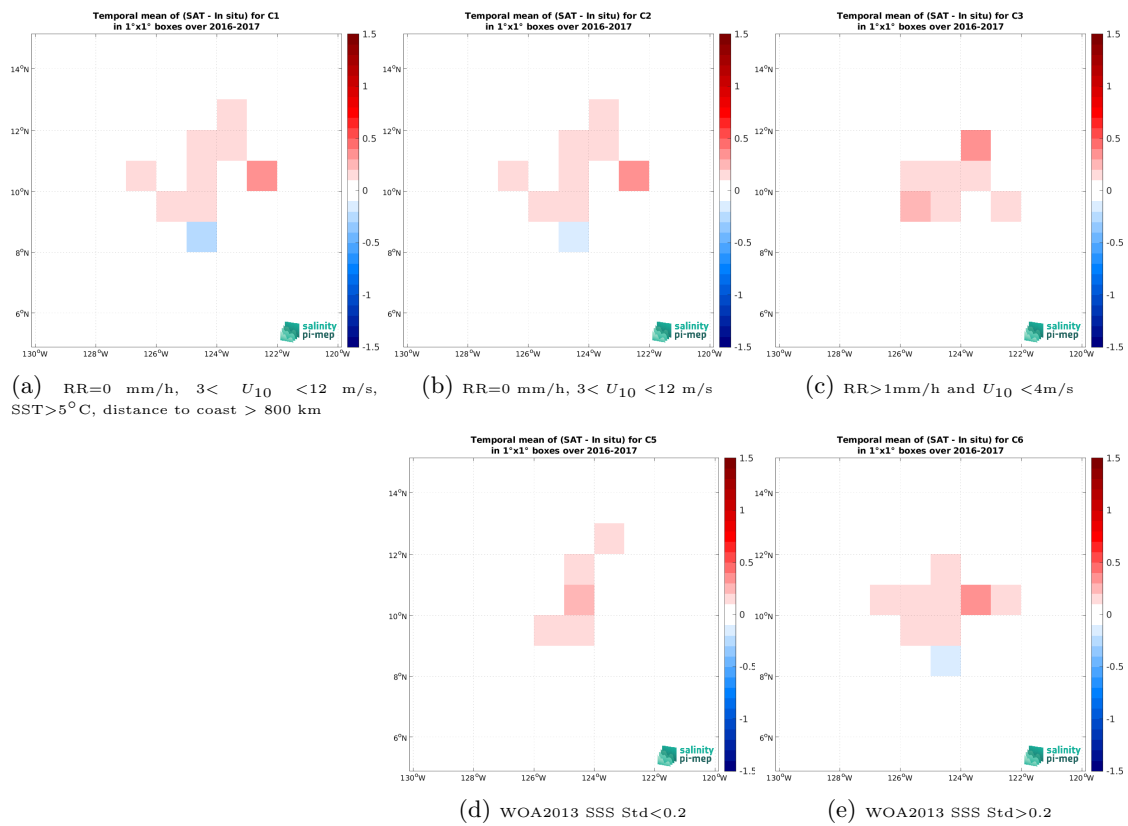 Temporal mean of (SAT - In situ) for C1
in 1°x1° boxes over 2016-2017
14°N
12°N
10°N
8°N
6°N
130°W 128°W 126°W 124°W 122°W 120°W
1.5
1
0.5
0
-0.5
-1
-1.5
salinity
pi-mep
(a) RR=0 mm/h, 3< U10 <12 m/s,
SST>5°C, distance to coast > 800 km
Temporal mean of (SAT - In situ) for C2
in 1°x1° boxes over 2016-2017
14°N
12°N
10°N
8°N
6°N
130°W 128°W 126°W 124°W 122°W 120°W
1.5
1
0.5
0
-0.5
-1
-1.5
salinity
pi-mep
(b) RR=0 mm/h, 3< U10 <12 m/s
Temporal mean of (SAT - In situ) for C3
in 1°x1° boxes over 2016-2017
14°N
12°N
10°N
8°N
6°N
130°W 128°W 126°W 124°W 122°W 120°W
1.5
1
0.5
0
-0.5
-1
-1.5
salinity
pi-mep
(c) RR>1mm/h and U10 <4m/s
Temporal mean of (SAT - In situ) for C5
in 1°x1° boxes over 2016-2017
14°N
12°N
10°N
8°N
6°N
130°W 128°W 126°W 124°W 122°W 120°W
1.5
1
0.5
0
-0.5
-1
-1.5
salinity
pi-mep
(d) WOA2013 SSS Std<0.2
Temporal mean of (SAT - In situ) for C6
in 1°x1° boxes over 2016-2017
14°N
12°N
10°N
8°N
6°N
130°W 128°W 126°W 124°W 122°W 120°W
1.5
1
0.5
0
-0.5
-1
-1.5
salinity
pi-mep
(e) WOA2013 SSS Std>0.2